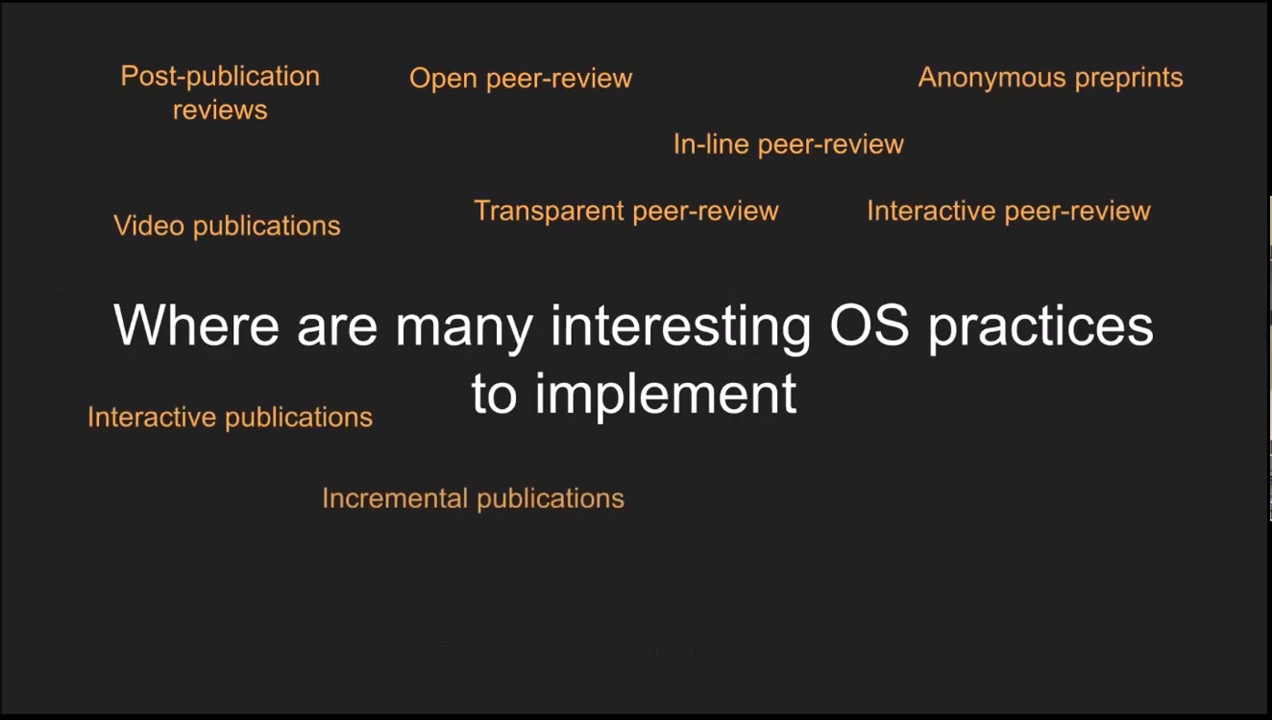 Post-publication
reviews
Open peer-review
Anonymous preprints
In-line peer-review
Transparent peer-review
Interactive peer-review
Video publications
Where are many interesting OS practices
to implement
Interactive publications
Incremental publications